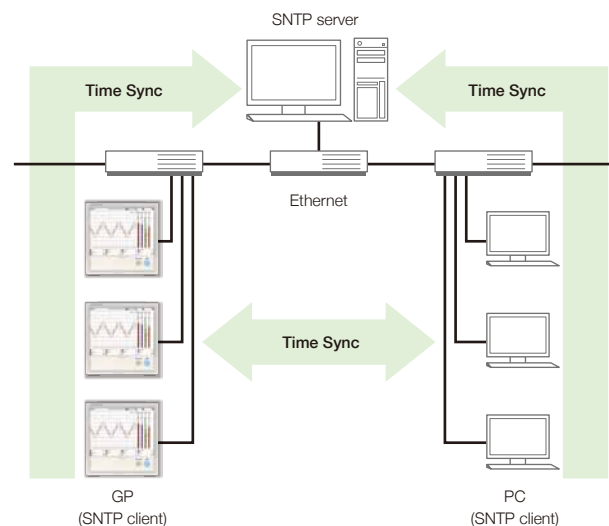 SNTP server
Time Sync
Time Sync
Ethernet
Time Sync
GP
(SNTP client)
PC
(SNTP client)